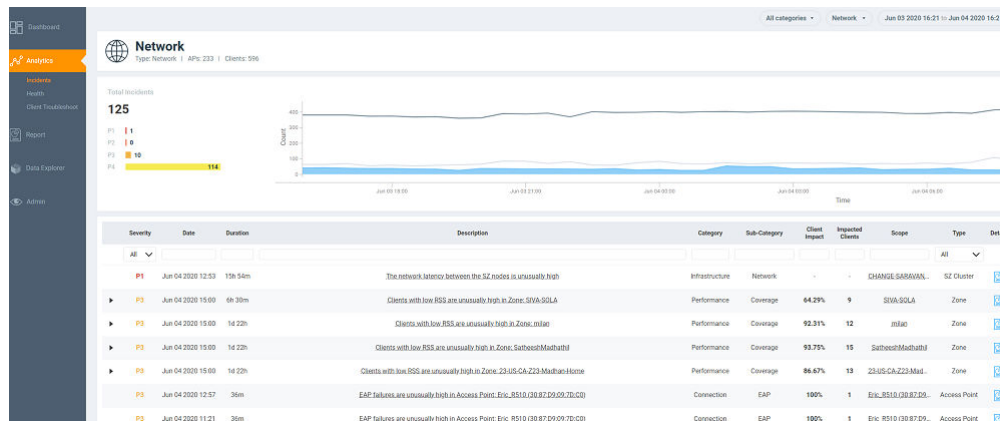 All categories
Network
Jun 03 2020 16:21 to Jun 04 2020 16:2
Dashboard
Analytics
Incidents
Health
Client Troubleshoot
Report
Data Explorer
Admin
Network
Type: Network | APs: 233 | Clients: 596
Total Incidents
125
P1 1
P2 0
P3 10
P4 114
Count
400
300
200
100
0
Jun 03 18:00 Jun 03 21:00 Jun 04 00:00 Jun 04 03:00 Jun 04 06:00
Time
Severity Date Duration Description Category Sub-Category Client Impact Impacted Clients Scope Type Det
All All
P1 Jun 04 2020 12:53 15h 54m The network latency between the SZ nodes is unusually high Infrastructure Network - - CHANGE-SARAVAN... SZ Cluster
P3 Jun 04 2020 15:00 6h 30m Clients with low RSS are unusually high in Zone: SIVA-SOLA Performance Coverage 64.29% 9 SIVA-SOLA Zone
P3 Jun 04 2020 15:00 1d 22h Clients with low RSS are unusually high in Zone: milan Performance Coverage 92.31% 12 milan Zone
P3 Jun 04 2020 15:00 1d 22h Clients with low RSS are unusually high in Zone: SatheeshMadhathil Performance Coverage 93.75% 15 SatheeshMadhathil Zone
P3 Jun 04 2020 15:00 1d 22h Clients with low RSS are unusually high in Zone: 23-US-CA-Z23-Madhan-Home Performance Coverage 86.67% 13 23-US-CA-Z23-Mad... Zone
P3 Jun 04 2020 12:57 36m EAP failures are unusually high in Access Point: Eric_R510 (30:87:D9:09:7D:C0) Connection EAP 100% 1 Eric_R510 (30:87:D9... Access Point
P3 Jun 04 2020 11:21 36m EAP failures are unusually high in Access Point: Eric_R510 (30:87:D9:09:7D:C0) Connection EAP 100% 1 Eric_R510 (30:87:D9... Access Point